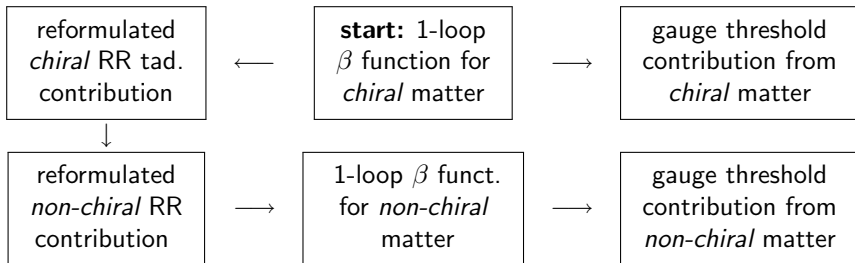 reformulated
chiral RR tad.
contribution
←
start: 1-loop
β function for
chiral matter
→
gauge threshold
contribution from
chiral matter
↓
reformulated
non-chiral RR
contribution
→
1-loop β funct.
for non-chiral
matter
→
gauge threshold
contribution from
non-chiral matter